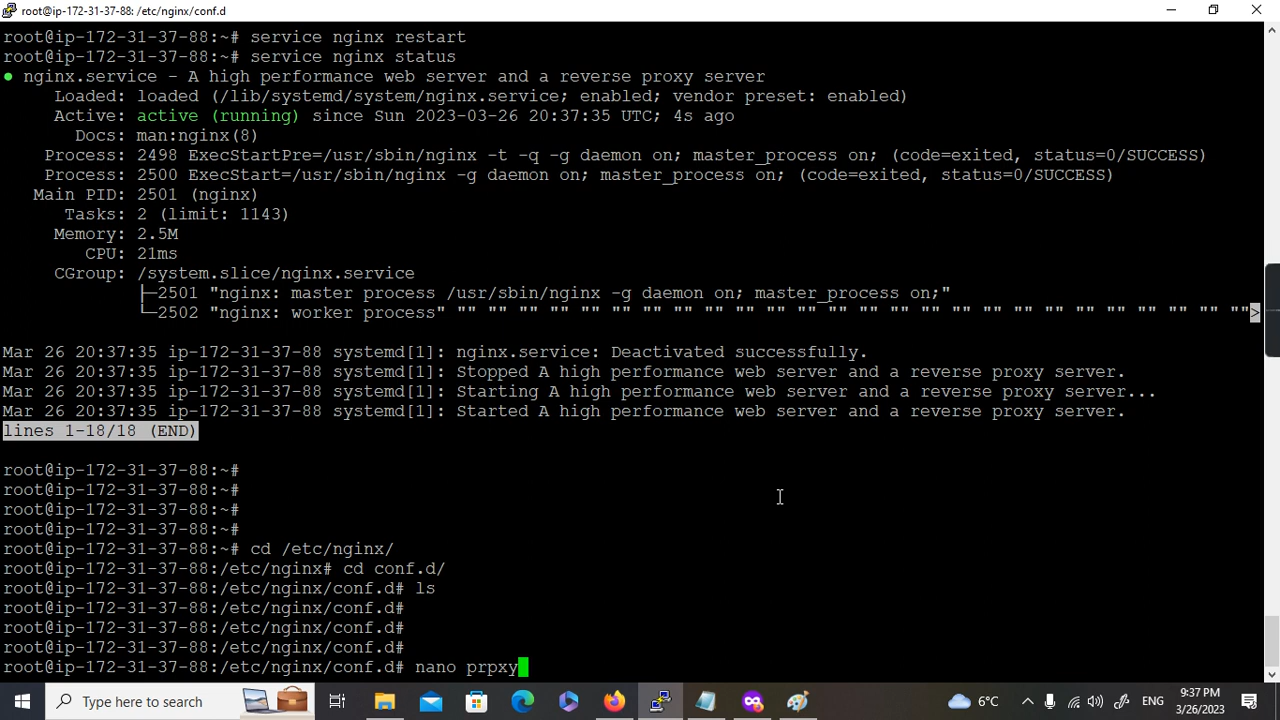 root@ip-172-31-37-88: /etc/nginx/conf.d
root@ip-172-31-37-88:~# service nginx restart
root@ip-172-31-37-88:~# service nginx status
● nginx.service - A high performance web server and a reverse proxy server
Loaded: loaded (/lib/systemd/system/nginx.service; enabled; vendor preset: enabled)
Active: active (running) since Sun 2023-03-26 20:37:35 UTC; 4s ago
Docs: man:nginx(8)
Process: 2498 ExecStartPre=/usr/sbin/nginx -t -q -g daemon on; master_process on; (code=exited, status=0/SUCCESS)
Process: 2500 ExecStart=/usr/sbin/nginx -g daemon on; master_process on; (code=exited, status=0/SUCCESS)
Main PID: 2501 (nginx)
Tasks: 2 (limit: 1143)
Memory: 2.5M
CPU: 21ms
CGroup: /system.slice/nginx.service
├─2501 "nginx: master process /usr/sbin/nginx -g daemon on; master_process on;"
└─2502 "nginx: worker process" "" "" "" "" "" "" "" "" "" "" "" "" "" "" "" "" "" "" "" "" "" "" "" "" "" "">
Mar 26 20:37:35 ip-172-31-37-88 systemd[1]: nginx.service: Deactivated successfully.
Mar 26 20:37:35 ip-172-31-37-88 systemd[1]: Stopped A high performance web server and a reverse proxy server.
Mar 26 20:37:35 ip-172-31-37-88 systemd[1]: Starting A high performance web server and a reverse proxy server...
Mar 26 20:37:35 ip-172-31-37-88 systemd[1]: Started A high performance web server and a reverse proxy server.
lines 1-18/18 (END)
root@ip-172-31-37-88:~#
root@ip-172-31-37-88:~#
root@ip-172-31-37-88:~#
root@ip-172-31-37-88:~#
root@ip-172-31-37-88:~# cd /etc/nginx/
root@ip-172-31-37-88:/etc/nginx# cd conf.d/
root@ip-172-31-37-88:/etc/nginx/conf.d# ls
root@ip-172-31-37-88:/etc/nginx/conf.d#
root@ip-172-31-37-88:/etc/nginx/conf.d#
root@ip-172-31-37-88:/etc/nginx/conf.d#
root@ip-172-31-37-88:/etc/nginx/conf.d# nano prpxy
Type here to search
6°C
ENG
9:37 PM
3/26/2023